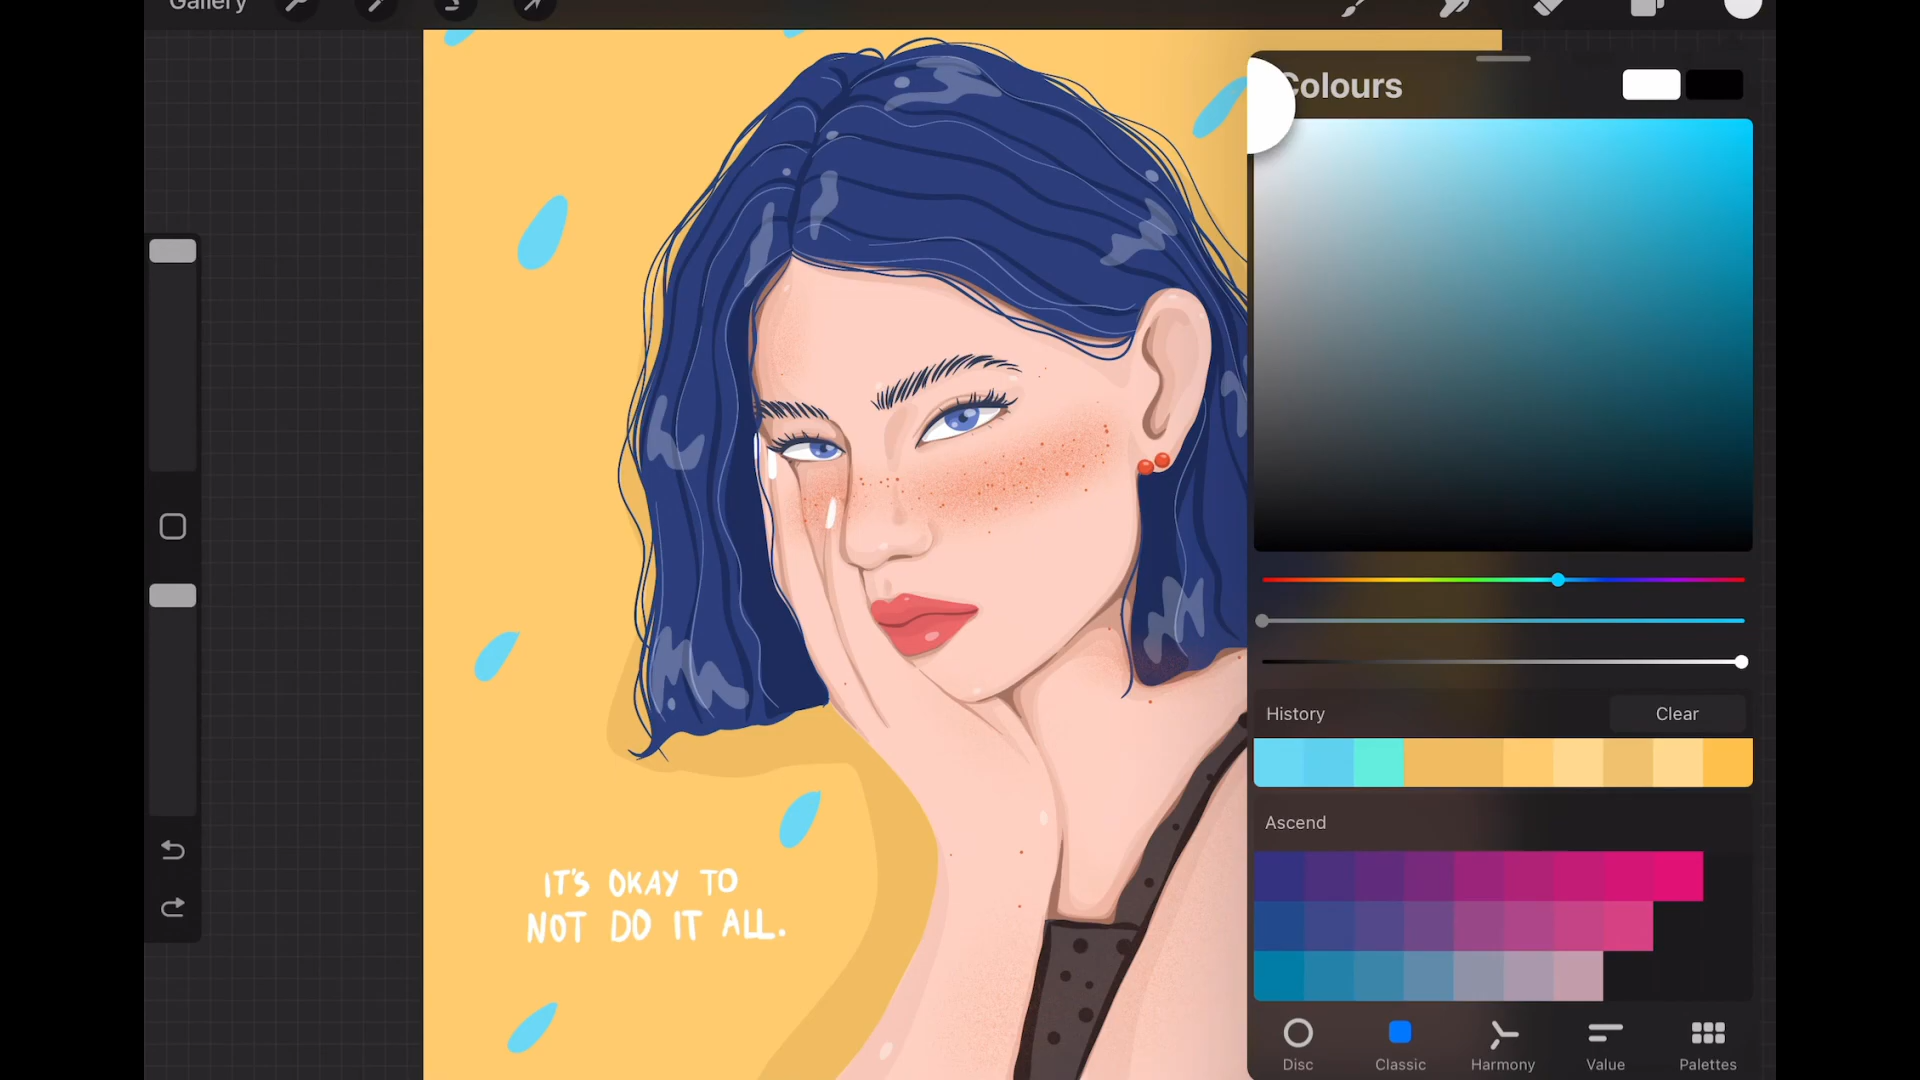 Gallery
Colours
History
Clear
Ascend
IT'S OKAY TO
NOT DO IT ALL.
Disc
Classic
Harmony
Value
Palettes